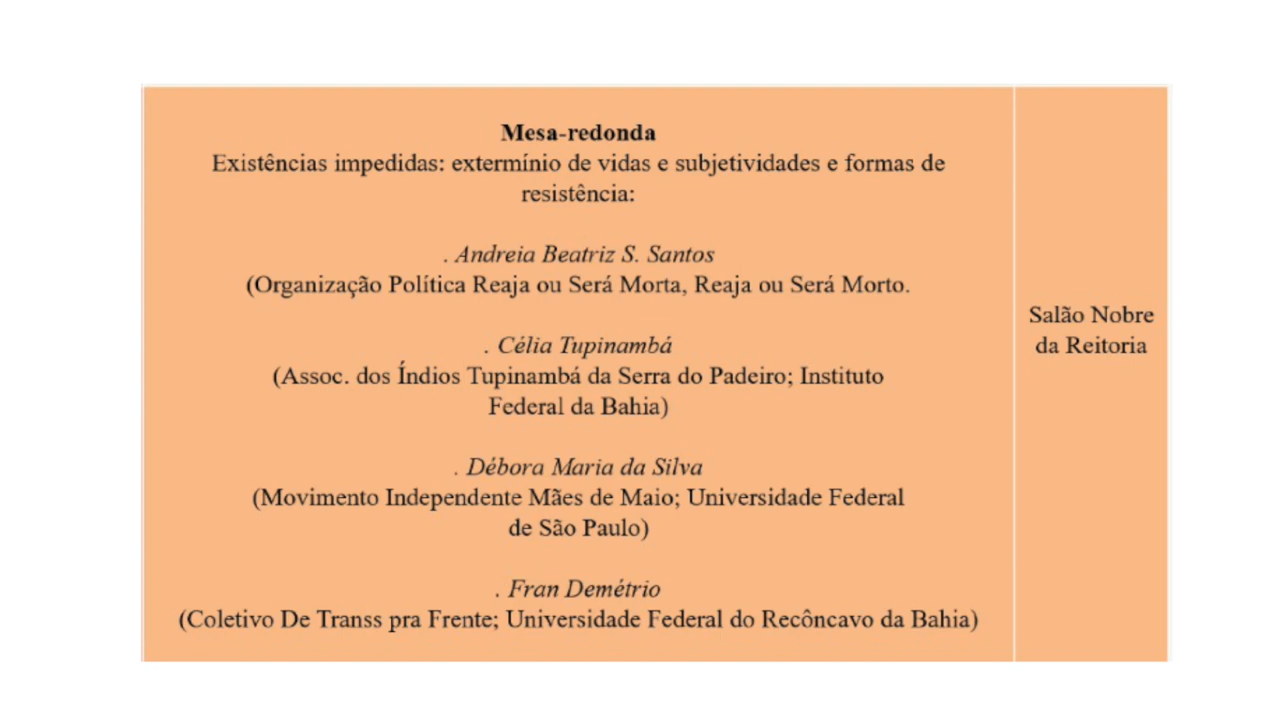 Mesa-redonda
Existências impedidas: extermínio de vidas e subjetividades e formas de
resistência:
. Andreia Beatriz S. Santos
(Organização Política Reaja ou Será Morta, Reaja ou Será Morto.
. Célia Tupinambá
(Assoc. dos Índios Tupinambá da Serra do Padeiro; Instituto
Federal da Bahia)
. Débora Maria da Silva
(Movimento Independente Mães de Maio; Universidade Federal
de São Paulo)
. Fran Demétrio
(Coletivo De Transs pra Frente; Universidade Federal do Recôncavo da Bahia)
Salão Nobre
da Reitoria